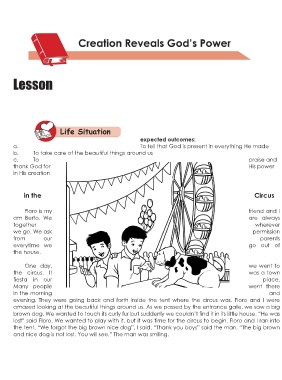 Creation Reveals God's Power
Lesson
Life Situation
expected outcomes:
a. To tell that God is present in everything He made
b. To take care of the beautiful things around us
c. To praise and
thank God for His power
in His creation
in the Circus
Floro is my friend and I
am Berto. We are always
together wherever
we go. We ask permission
from our parents
everytime we go out of
the house.
One day, we went to
the circus. It was a town
fiesta in our place.
Many people went there
in the morning and
evening. They were going back and forth inside the tent where the circus was. Floro and I were
amazed looking at the beautiful things around us. As we passed by the entrance gate, we saw a big
brown dog. We wanted to touch its curly fur but suddenly we couldn't find it in its little house. "He was
lost" said Floro. We wanted to play with it, but it was time for the circus to begin. Floro and I ran into
the tent. "We forgot the big brown nice dog", I said. "Thank you boys" said the man. "The big brown
and nice dog is not lost. You will see." The man was smiling.